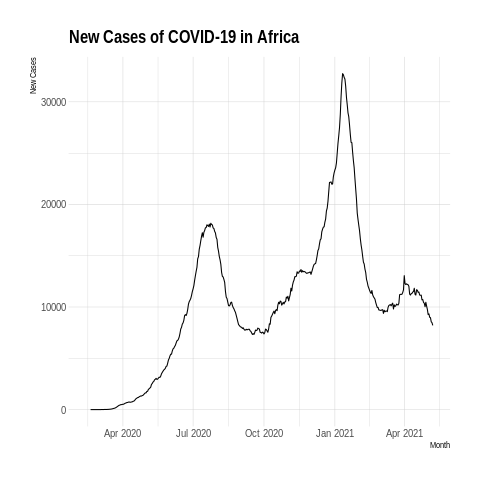 New Cases of COVID-19 in Africa
New Cases
30000
20000
10000
0
Apr 2020 Jul 2020 Oct 2020 Jan 2021 Apr 2021
Month